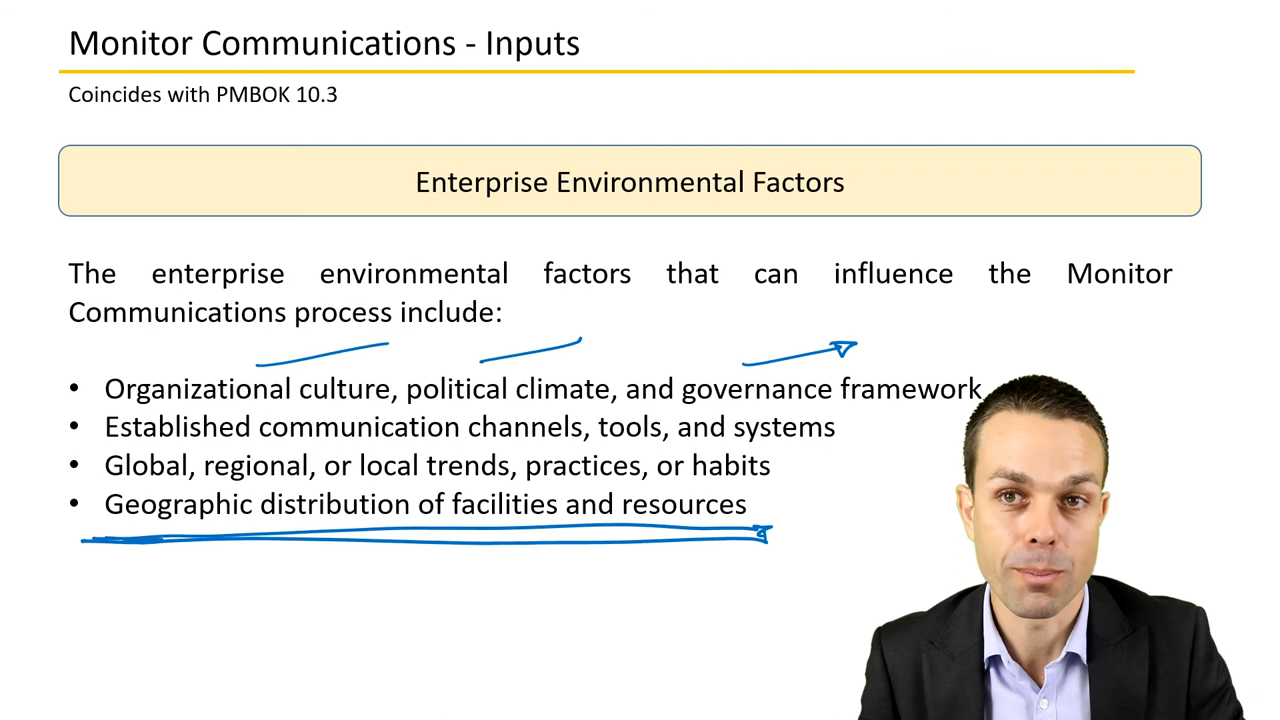 Monitor Communications - Inputs
Coincides with PMBOK 10.3
Enterprise Environmental Factors
The enterprise environmental factors that can influence the Monitor
Communications process include:
• Organizational culture, political climate, and governance framework
• Established communication channels, tools, and systems
• Global, regional, or local trends, practices, or habits
• Geographic distribution of facilities and resources